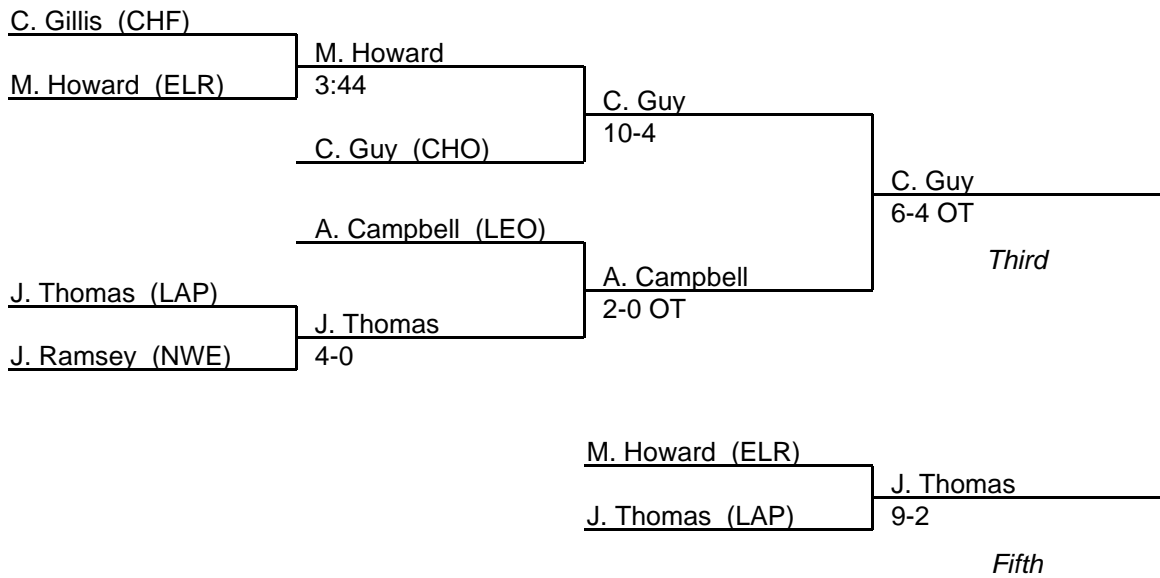 C. Gillis (CHF)
M. Howard
M. Howard (ELR)
3:44
C. Guy
10-4
C. Guy (CHO)
C. Guy
6-4 OT
A. Campbell (LEO)
Third
A. Campbell
J. Thomas (LAP)
2-0 OT
J. Thomas
J. Ramsey (NWE)
4-0
M. Howard (ELR)
J. Thomas
J. Thomas (LAP)
9-2
Fifth